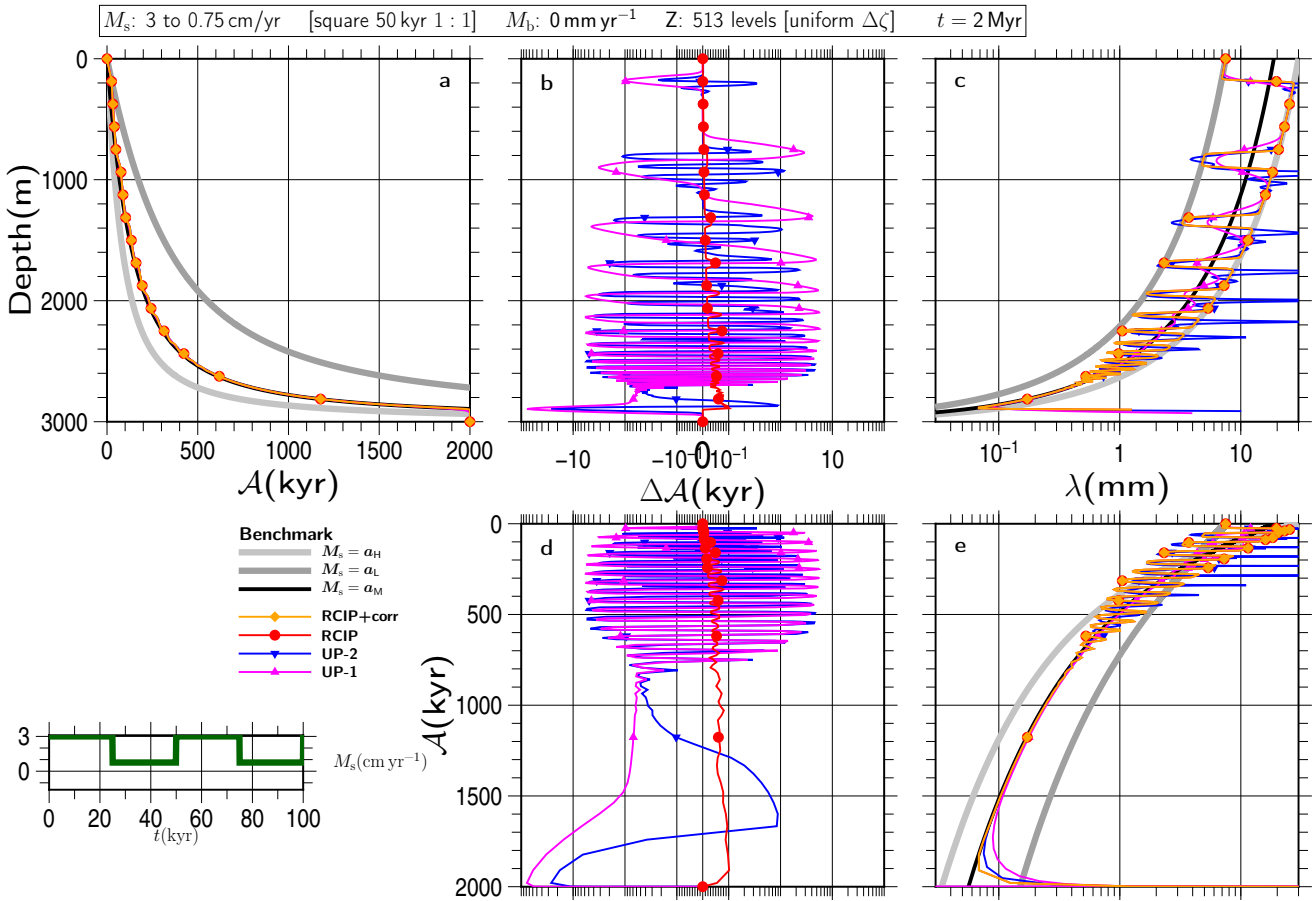 Mₛ: 3 to 0.75 cm/yr [square 50 kyr 1 : 1] M_b: 0 mm yr⁻¹ Z: 513 levels [uniform Δζ] t = 2 Myr
a
b
c
0
1000
2000
3000
Depth(m)
0 500 1000 1500 2000
𝒜(kyr)
−10 −10⁻¹ 0 10⁻¹ 10
Δ𝒜(kyr)
10⁻¹ 1 10
λ(mm)
Benchmark
Mₛ = a_H
Mₛ = a_L
Mₛ = a_M
RCIP+corr
RCIP
UP-2
UP-1
3
0
Mₛ(cm yr⁻¹)
0 20 40 60 80 100
t(kyr)
d
e
0
500
1000
1500
2000
𝒜(kyr)